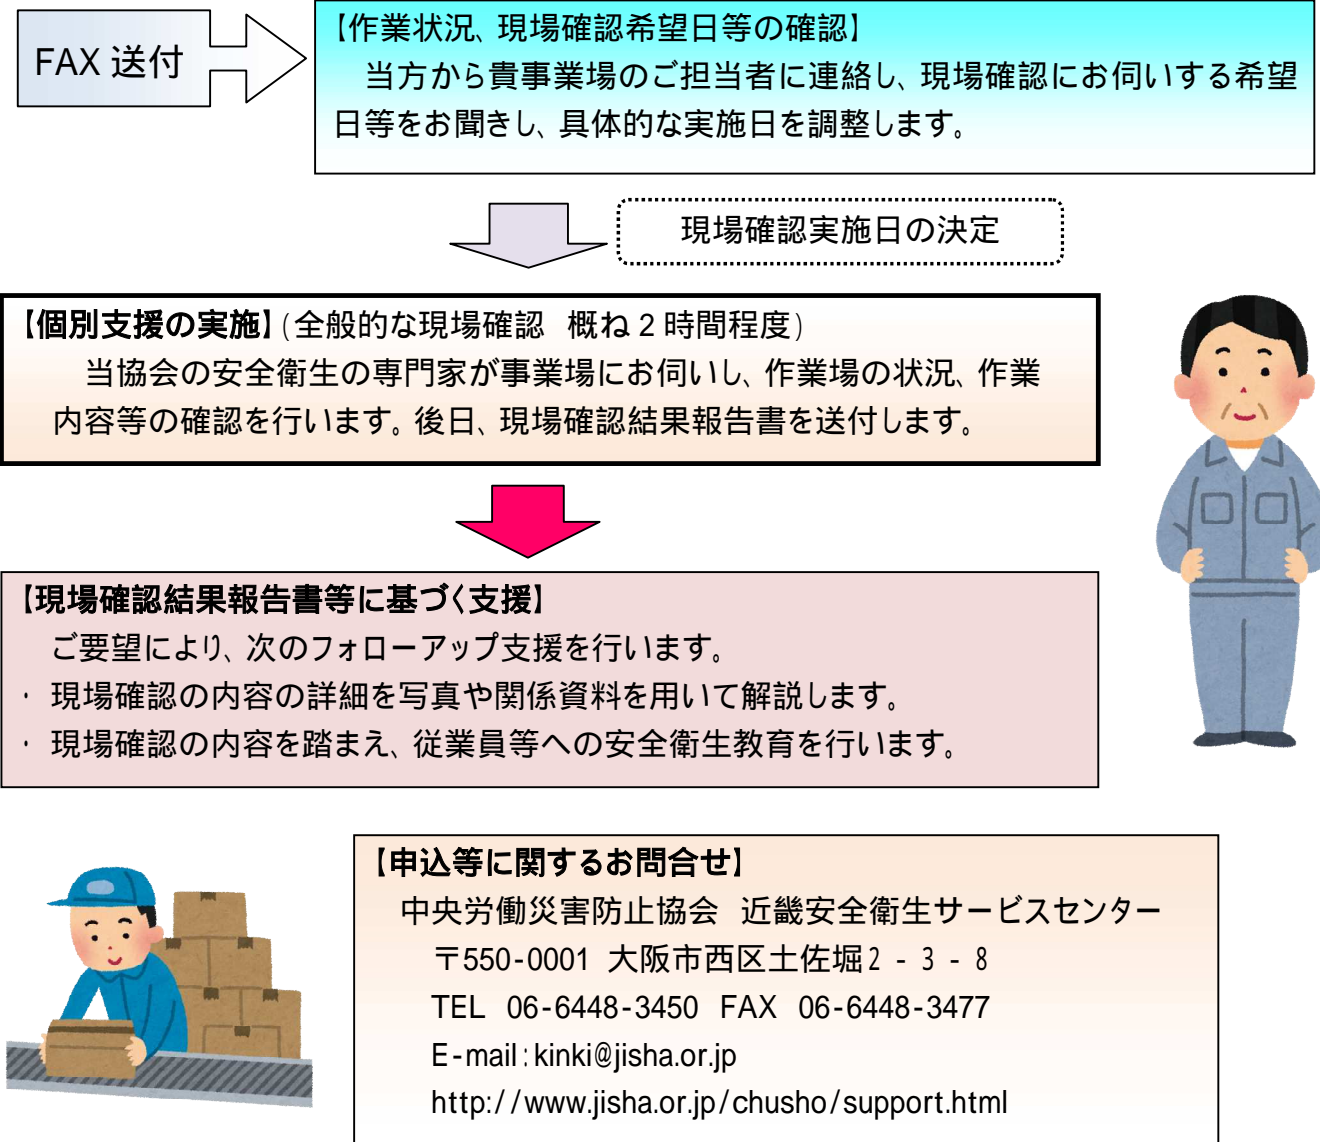 FAX 送付
【作業状況、現場確認希望日等の確認】
当方から貴事業場のご担当者に連絡し、現場確認にお伺いする希望
日等をお聞きし、具体的な実施日を調整します。
現場確認実施日の決定
【個別支援の実施】(全般的な現場確認 概ね2時間程度)
当協会の安全衛生の専門家が事業場にお伺いし、作業場の状況、作業
内容等の確認を行います。後日、現場確認結果報告書を送付します。
【現場確認結果報告書等に基づく支援】
ご要望により、次のフォローアップ支援を行います。
・ 現場確認の内容の詳細を写真や関係資料を用いて解説します。
・ 現場確認の内容を踏まえ、従業員等への安全衛生教育を行います。
【申込等に関するお問合せ】
中央労働災害防止協会 近畿安全衛生サービスセンター
〒550-0001 大阪市西区土佐堀2-3-8
TEL 06-6448-3450 FAX 06-6448-3477
E-mail:kinki@jisha.or.jp
http://www.jisha.or.jp/chusho/support.html